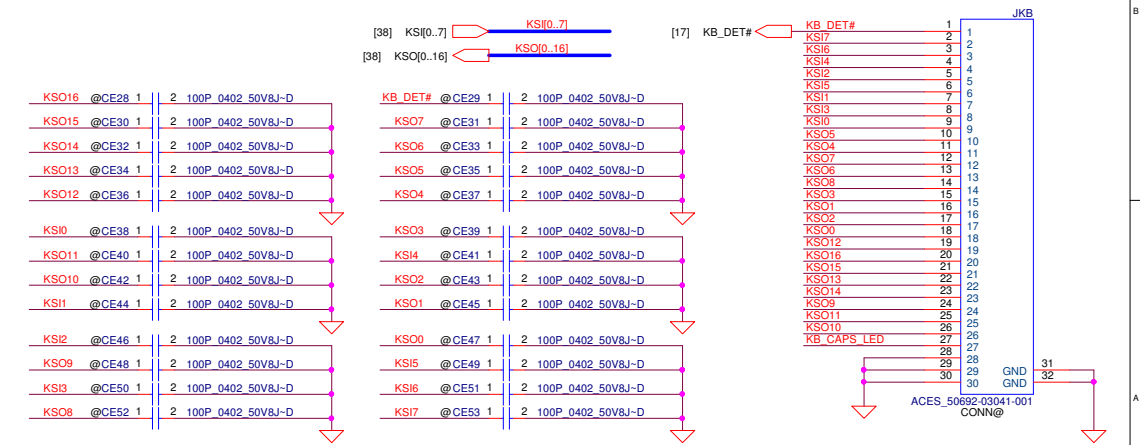 [38] KSI[0..7] KSI[0..7]
[38] KSO[0..16] KSO[0..16]
KSO16 @CE28 1 2 100P_0402_50V8J~D
KSO15 @CE30 1 2 100P_0402_50V8J~D
KSO14 @CE32 1 2 100P_0402_50V8J~D
KSO13 @CE34 1 2 100P_0402_50V8J~D
KSO12 @CE36 1 2 100P_0402_50V8J~D
KSI0 @CE38 1 2 100P_0402_50V8J~D
KSO11 @CE40 1 2 100P_0402_50V8J~D
KSO10 @CE42 1 2 100P_0402_50V8J~D
KSI1 @CE44 1 2 100P_0402_50V8J~D
KSI2 @CE46 1 2 100P_0402_50V8J~D
KSO9 @CE48 1 2 100P_0402_50V8J~D
KSI3 @CE50 1 2 100P_0402_50V8J~D
KSO8 @CE52 1 2 100P_0402_50V8J~D
KB_DET# @CE29 1 2 100P_0402_50V8J~D
KSO7 @CE31 1 2 100P_0402_50V8J~D
KSO6 @CE33 1 2 100P_0402_50V8J~D
KSO5 @CE35 1 2 100P_0402_50V8J~D
KSO4 @CE37 1 2 100P_0402_50V8J~D
KSO3 @CE39 1 2 100P_0402_50V8J~D
KSI4 @CE41 1 2 100P_0402_50V8J~D
KSO2 @CE43 1 2 100P_0402_50V8J~D
KSO1 @CE45 1 2 100P_0402_50V8J~D
KSO0 @CE47 1 2 100P_0402_50V8J~D
KSI5 @CE49 1 2 100P_0402_50V8J~D
KSI6 @CE51 1 2 100P_0402_50V8J~D
KSI7 @CE53 1 2 100P_0402_50V8J~D
JKB
[17] KB_DET# KB_DET# 1 1
KSI7 2 2
KSI6 3 3
KSI4 4 4
KSI2 5 5
KSI5 6 6
KSI1 7 7
KSI3 8 8
KSI0 9 9
KSO5 10 10
KSO4 11 11
KSO7 12 12
KSO6 13 13
KSO8 14 14
KSO3 15 15
KSO1 16 16
KSO2 17 17
KSO0 18 18
KSO12 19 19
KSO16 20 20
KSO15 21 21
KSO13 22 22
KSO14 23 23
KSO9 24 24
KSO11 25 25
KSO10 26 26
KB_CAPS_LED 27 27
28 28
29 29 GND 31
30 30 GND 32
ACES_50692-03041-001
CONN@
B
A